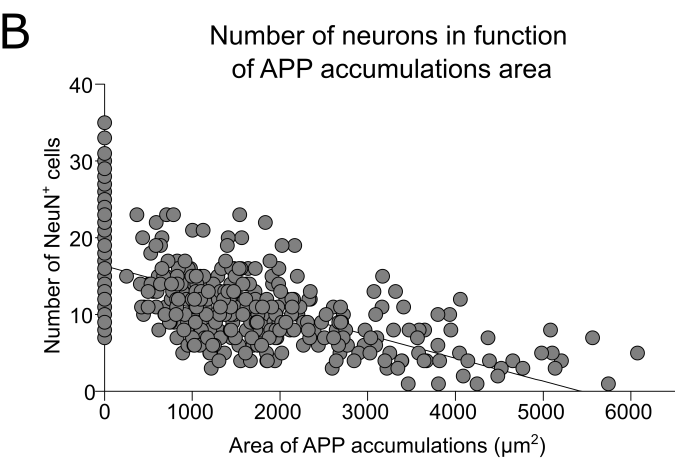 B
Number of neurons in function
of APP accumulations area
40
30
20
10
0
Number of NeuN⁺ cells
0 1000 2000 3000 4000 5000 6000
Area of APP accumulations (µm²)